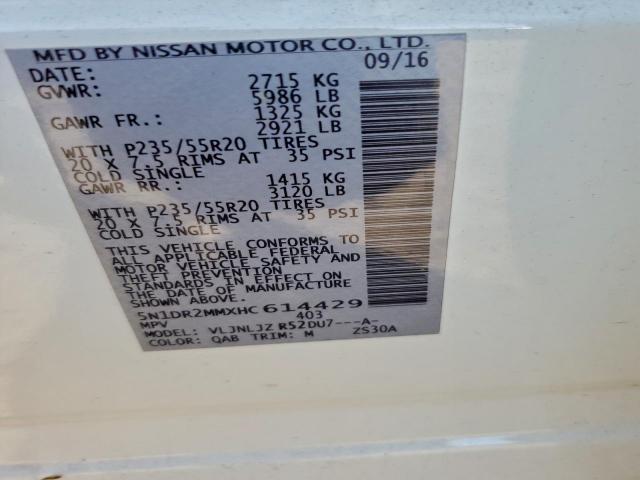 MFD BY NISSAN MOTOR CO., LTD.
DATE: 09/16
GVWR: 2715 KG
5986 LB
GAWR FR.: 1325 KG
2921 LB
WITH P235/55R20 TIRES
20 X 7.5 RIMS AT 35 PSI
COLD SINGLE
GAWR RR.: 1415 KG
3120 LB
WITH P235/55R20 TIRES
20 X 7.5 RIMS AT 35 PSI
COLD SINGLE
THIS VEHICLE CONFORMS TO
ALL APPLICABLE FEDERAL
MOTOR VEHICLE SAFETY AND
THEFT PREVENTION
STANDARDS IN EFFECT ON
THE DATE OF MANUFACTURE
SHOWN ABOVE.
5N1DR2MMXHC614429
MPV 403
MODEL: VLJNLJZ R52DU7---A-
COLOR: QAB TRIM: M ZS30A